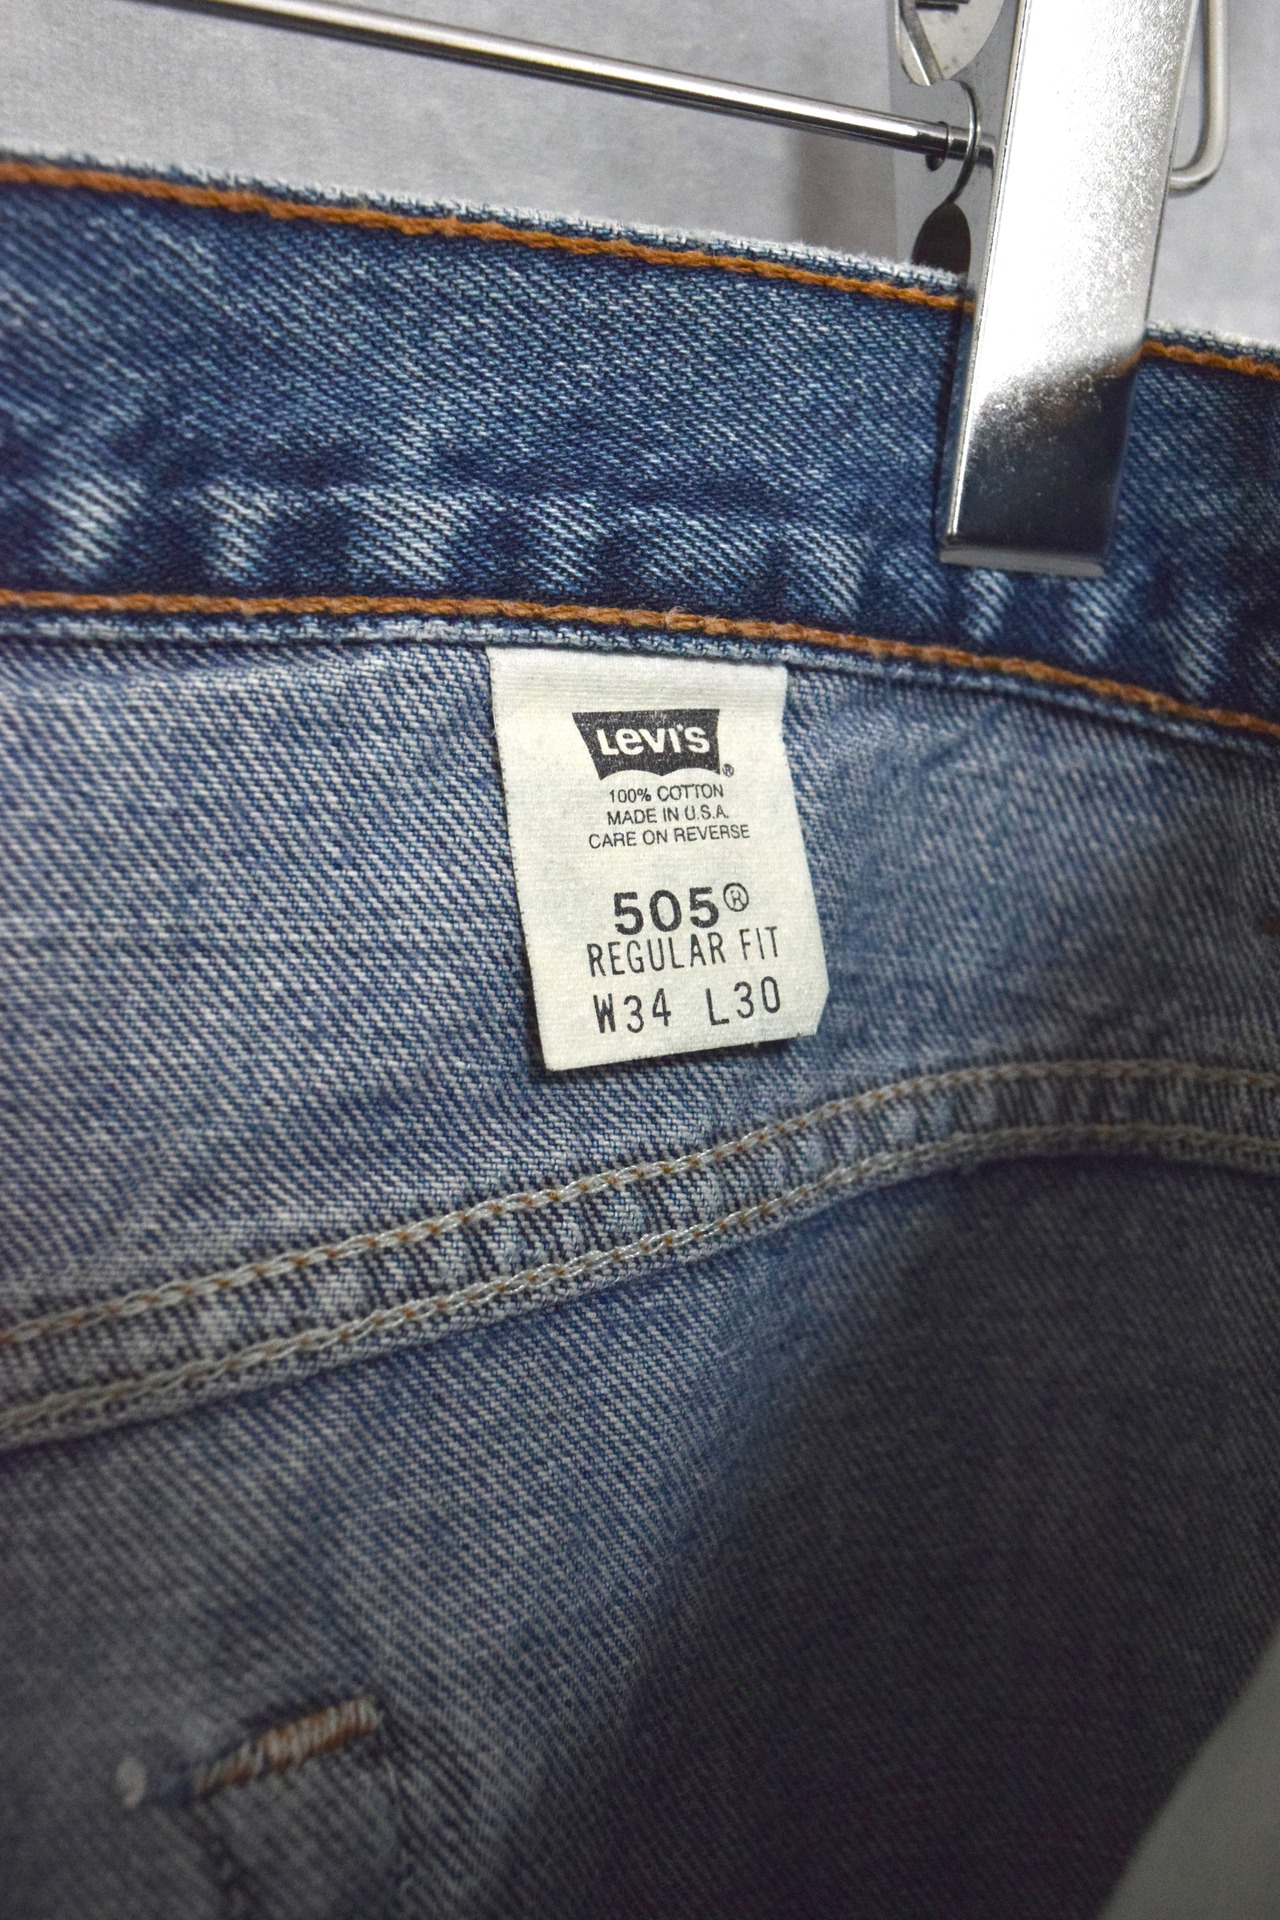 Levi's®
100% COTTON
MADE IN U.S.A.
CARE ON REVERSE
505®
REGULAR FIT
W34 L30